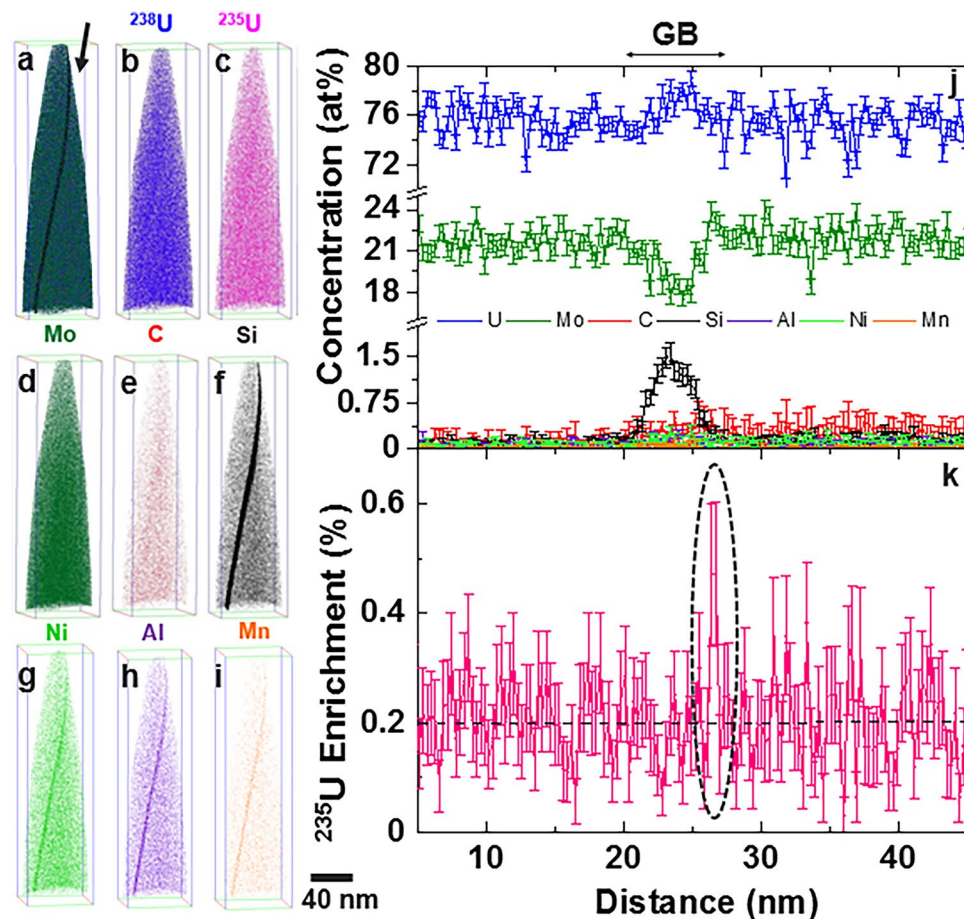 ²³⁸U ²³⁵U
a b c
Mo C Si
d e f
Ni Al Mn
g h i
40 nm
GB
j
Concentration (at%)
80
76
72
24
21
18
U Mo C Si Al Ni Mn
1.5
0.75
0
k
²³⁵U Enrichment (%)
0.6
0.4
0.2
0
10 20 30 40
Distance (nm)